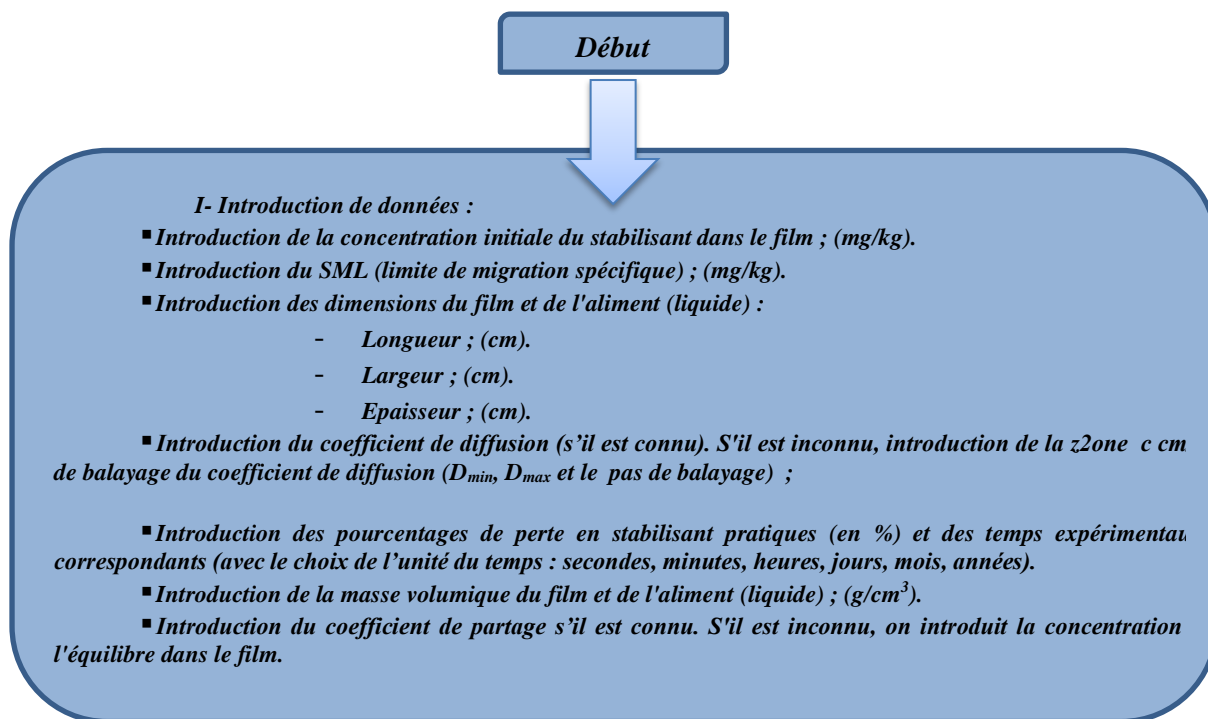 Début
I- Introduction de données :
▪Introduction de la concentration initiale du stabilisant dans le film ; (mg/kg).
▪Introduction du SML (limite de migration spécifique) ; (mg/kg).
▪Introduction des dimensions du film et de l'aliment (liquide) :
- Longueur ; (cm).
- Largeur ; (cm).
- Epaisseur ; (cm).
▪Introduction du coefficient de diffusion (s’il est connu). S'il est inconnu, introduction de la z2one c cm
de balayage du coefficient de diffusion (Dmin, Dmax et le pas de balayage) ;
▪Introduction des pourcentages de perte en stabilisant pratiques (en %) et des temps expérimentau
correspondants (avec le choix de l’unité du temps : secondes, minutes, heures, jours, mois, années).
▪Introduction de la masse volumique du film et de l'aliment (liquide) ; (g/cm³).
▪Introduction du coefficient de partage s’il est connu. S'il est inconnu, on introduit la concentration
l'équilibre dans le film.